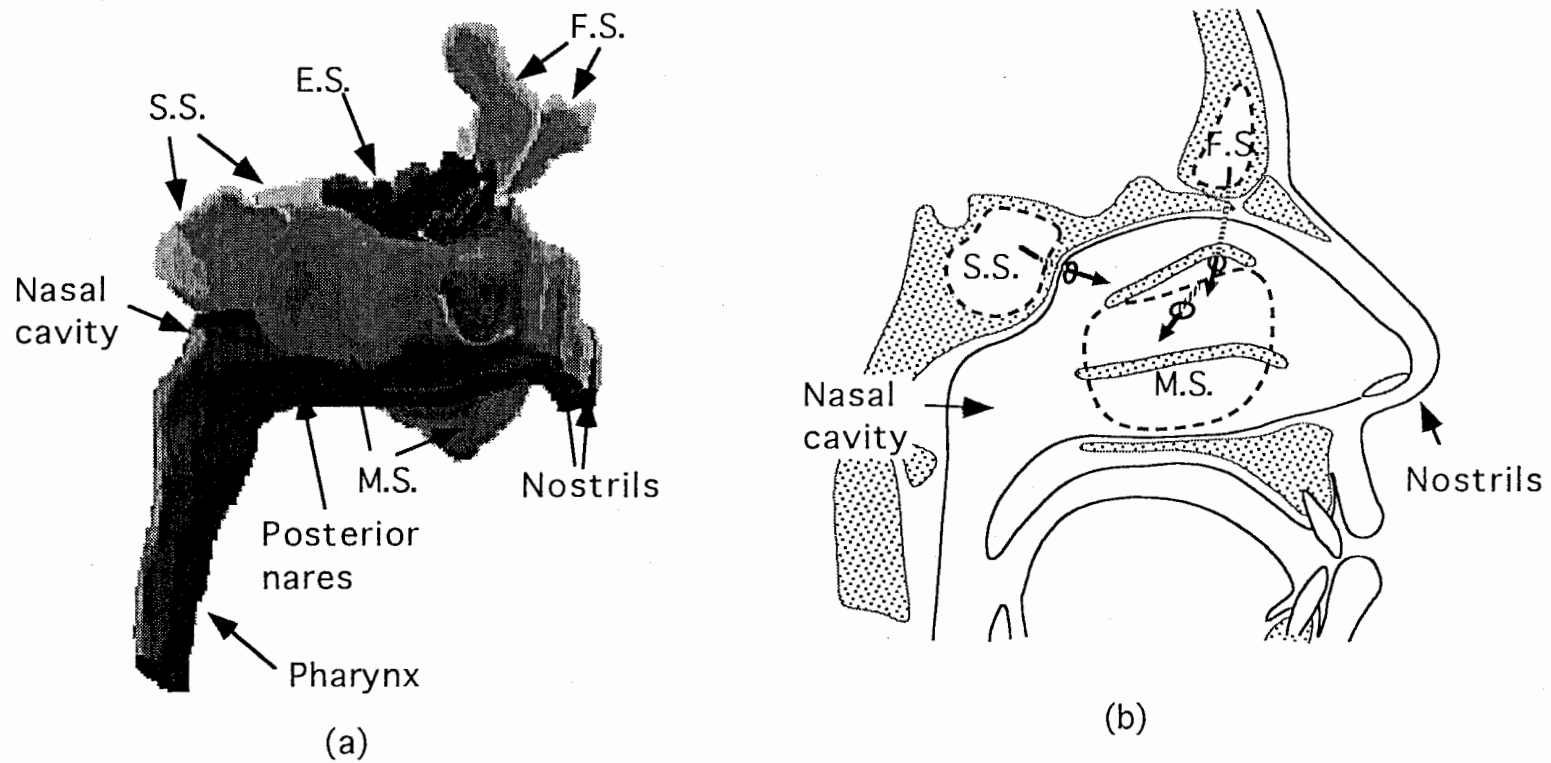 F.S.
E.S.
S.S.
Nasal
cavity
M.S.
Nostrils
Posterior
nares
Pharynx
(a)
F.S.
S.S.
M.S.
Nasal
cavity
Nostrils
(b)